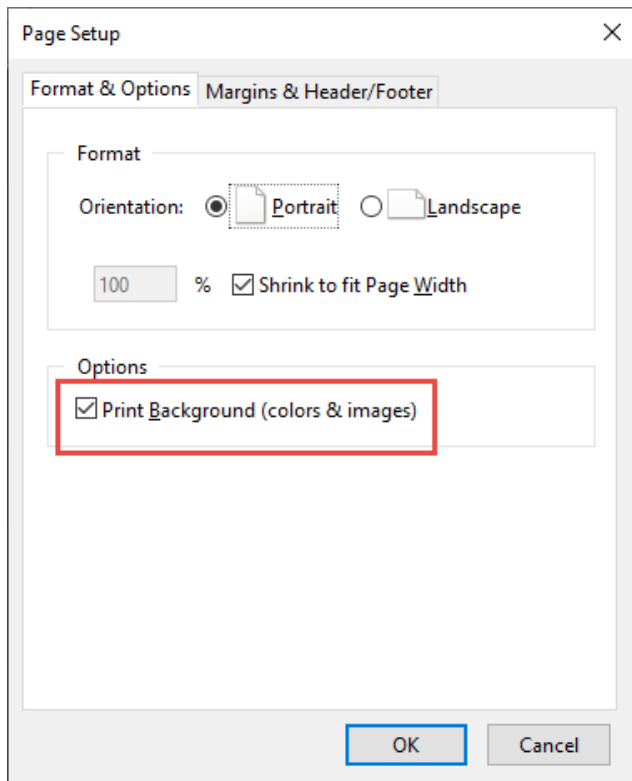 Page Setup
Format & Options Margins & Header/Footer
Format
Orientation: Portrait Landscape
100 % Shrink to fit Page Width
Options
Print Background (colors & images)
OK Cancel